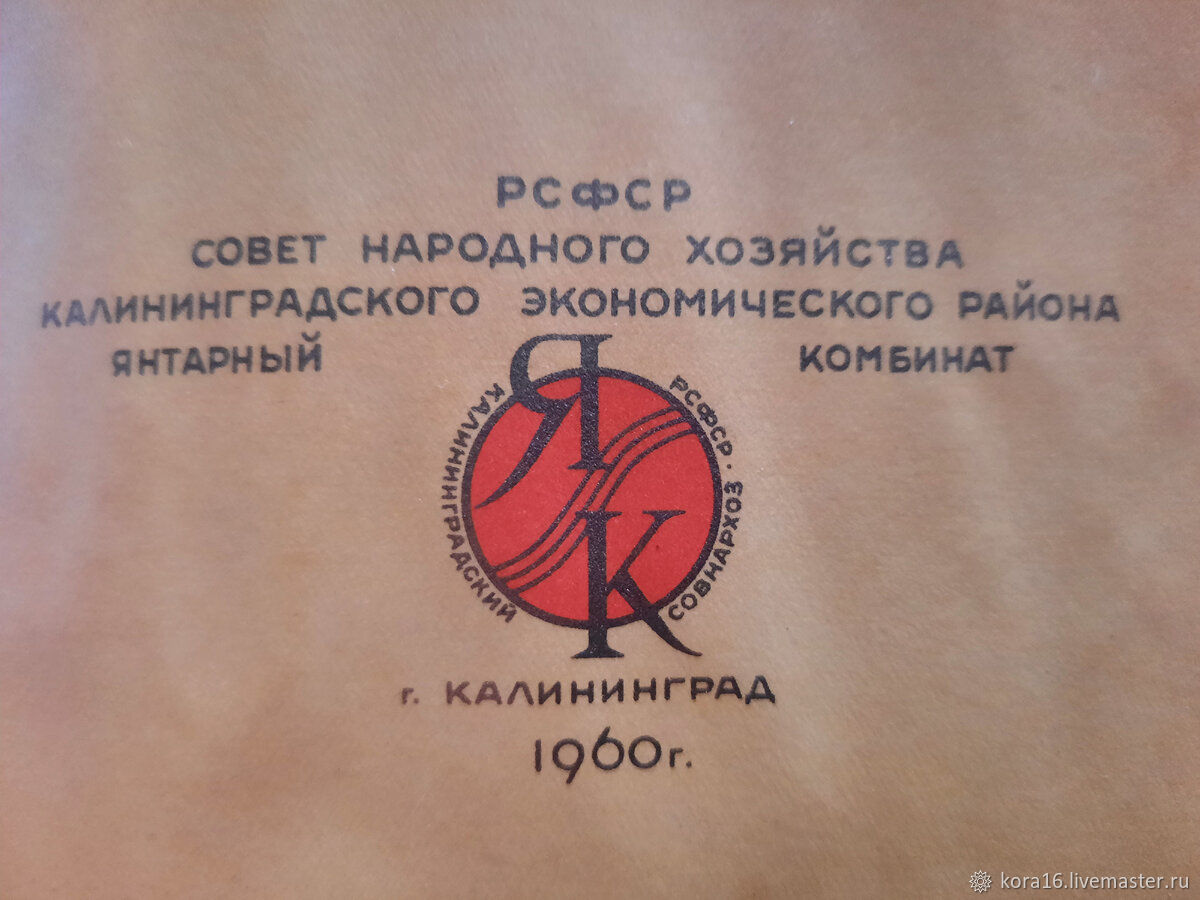 РСФСР
СОВЕТ НАРОДНОГО ХОЗЯЙСТВА
КАЛИНИНГРАДСКОГО ЭКОНОМИЧЕСКОГО РАЙОНА
ЯНТАРНЫЙ КОМБИНАТ
ЯК
КАЛИНИНГРАДСКИЙ
РСФСР · СОВНАРХОЗ
г. КАЛИНИНГРАД
1960г.
kora16.livemaster.ru